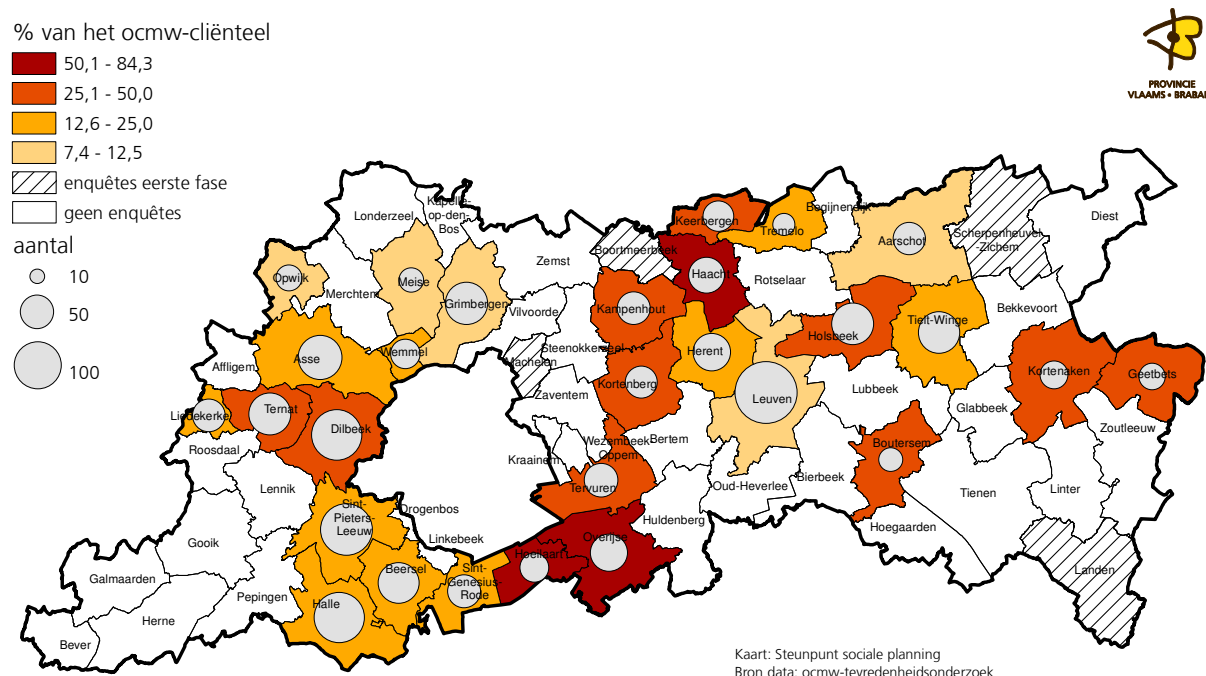 % van het ocmw-cliënteel
50,1 - 84,3
25,1 - 50,0
12,6 - 25,0
7,4 - 12,5
enquêtes eerste fase
geen enquêtes
aantal
10
50
100
PROVINCIE
VLAAMS • BRABA
Londerzeel
Kapelle-
op-den-
Bos
Keerbergen
Tremelo
Begijnendijk
Diest
Scherpenheuvel
-Zichem
Aarschot
Boortmeerbeek
Zemst
Haacht
Rotselaar
Opwijk
Meise
Merchtem
Grimbergen
Vilvoorde
Kampenhout
Bekkevoort
Tielt-Winge
Holsbeek
Steenokkerzeel
Machelen
Herent
Wemmel
Asse
Affligem
Kortenberg
Zaventem
Kortenaken
Geetbets
Lubbeek
Leuven
Glabbeek
Liedekerke
Ternat
Dilbeek
Zoutleeuw
Roosdaal
Wezembeek-
Oppem
Bertem
Boutersem
Kraainem
Lennik
Tervuren
Oud-Heverlee
Bierbeek
Tienen
Linter
Sint-
Pieters-
Leeuw
Drogenbos
Huldenberg
Hoegaarden
Linkebeek
Overijse
Gooik
Hoeilaart
Beersel
Sint-
Genesius-
Rode
Landen
Galmaarden
Pepingen
Halle
Herne
Bever
Kaart: Steunpunt sociale planning
Bron data: ocmw-tevredenheidsonderzoek